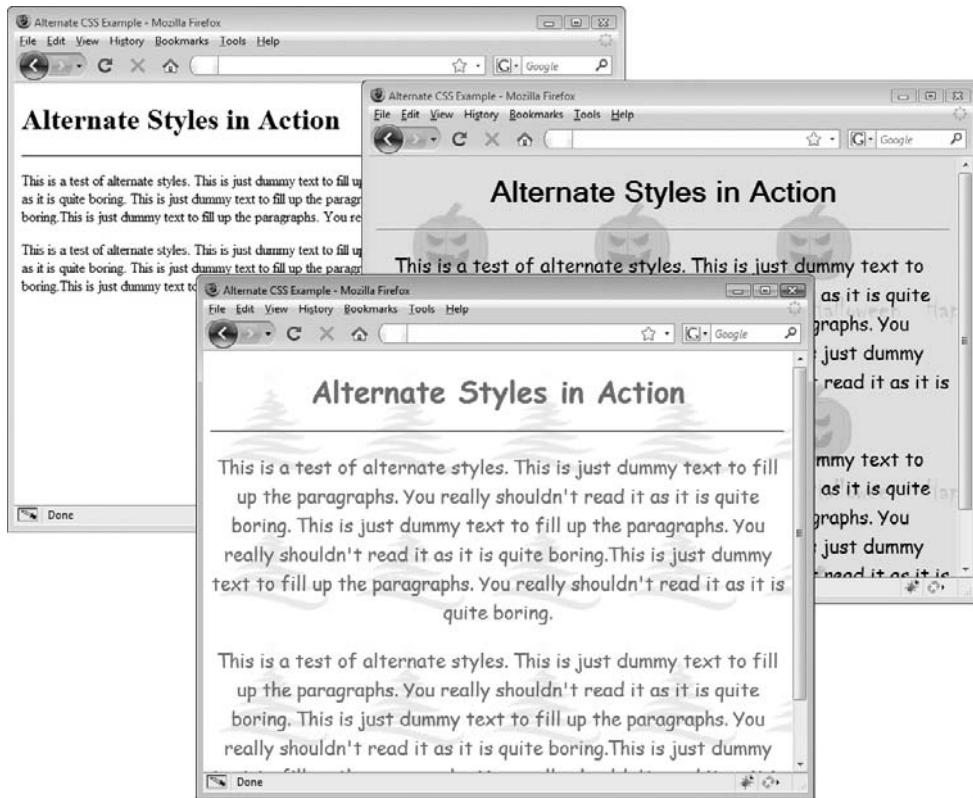 Alternate CSS Example - Mozilla Firefox
File Edit View History Bookmarks Tools Help
Google
Alternate Styles in Action
This is a test of alternate styles. This is just dummy text to fill up
as it is quite boring. This is just dummy text to fill up the paragr
boring.This is just dummy text to fill up the paragraphs. You re
This is a test of alternate styles. This is just dummy text to fill up
as it is quite boring. This is just dummy text to fill up the paragr
boring.This is just dummy text to
Done
Alternate CSS Example - Mozilla Firefox
File Edit View History Bookmarks Tools Help
Google
Alternate Styles in Action
This is a test of alternate styles. This is just dummy text to
as it is quite
graphs. You
just dummy
read it as it is
mmy text to
as it is quite
graphs. You
just dummy
read it as it is
Alternate CSS Example - Mozilla Firefox
File Edit View History Bookmarks Tools Help
Google
Alternate Styles in Action
This is a test of alternate styles. This is just dummy text to fill
up the paragraphs. You really shouldn't read it as it is quite
boring. This is just dummy text to fill up the paragraphs. You
really shouldn't read it as it is quite boring.This is just dummy
text to fill up the paragraphs. You really shouldn't read it as it is
quite boring.
This is a test of alternate styles. This is just dummy text to fill
up the paragraphs. You really shouldn't read it as it is quite
boring. This is just dummy text to fill up the paragraphs. You
really shouldn't read it as it is quite boring.This is just dummy
Done